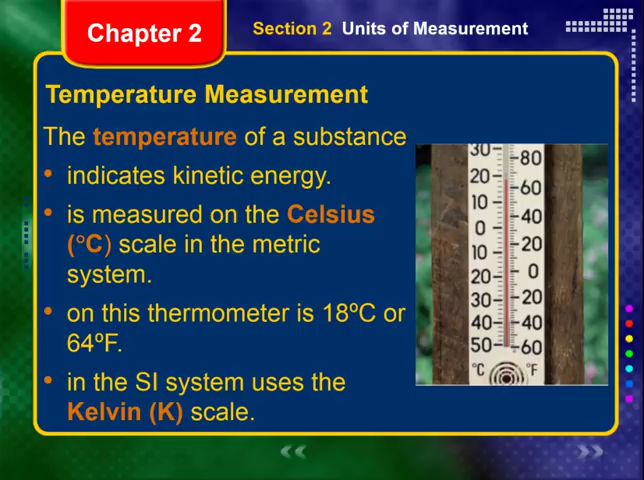 Chapter 2
Section 2 Units of Measurement
Temperature Measurement
The temperature of a substance
• indicates kinetic energy.
• is measured on the Celsius
(°C) scale in the metric
system.
• on this thermometer is 18ºC or
64ºF.
• in the SI system uses the
Kelvin (K) scale.
30 80
20 60
10 40
0 20
10 0
20 20
30 40
40 60
50
°C °F